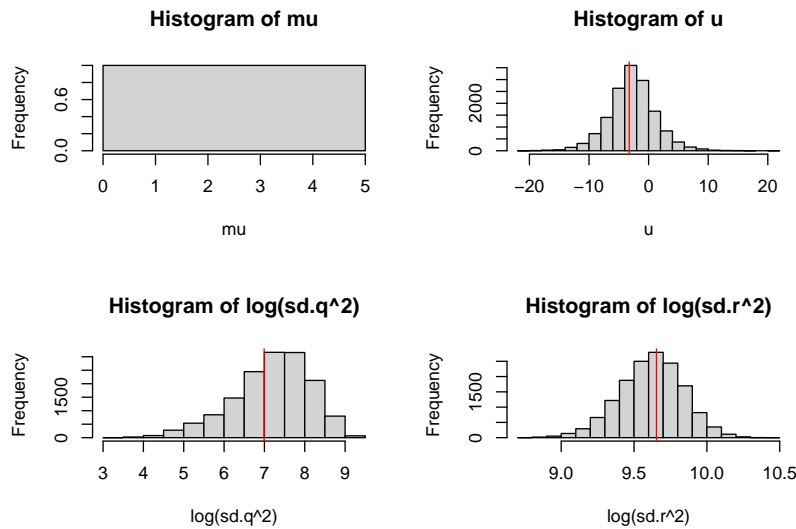 Histogram of mu
Frequency
0.0 0.6
0 1 2 3 4 5
mu
Histogram of u
Frequency
0 2000
−20 −10 0 10 20
u
Histogram of log(sd.q^2)
Frequency
0 1500
3 4 5 6 7 8 9
log(sd.q^2)
Histogram of log(sd.r^2)
Frequency
0 1500
9.0 9.5 10.0 10.5
log(sd.r^2)